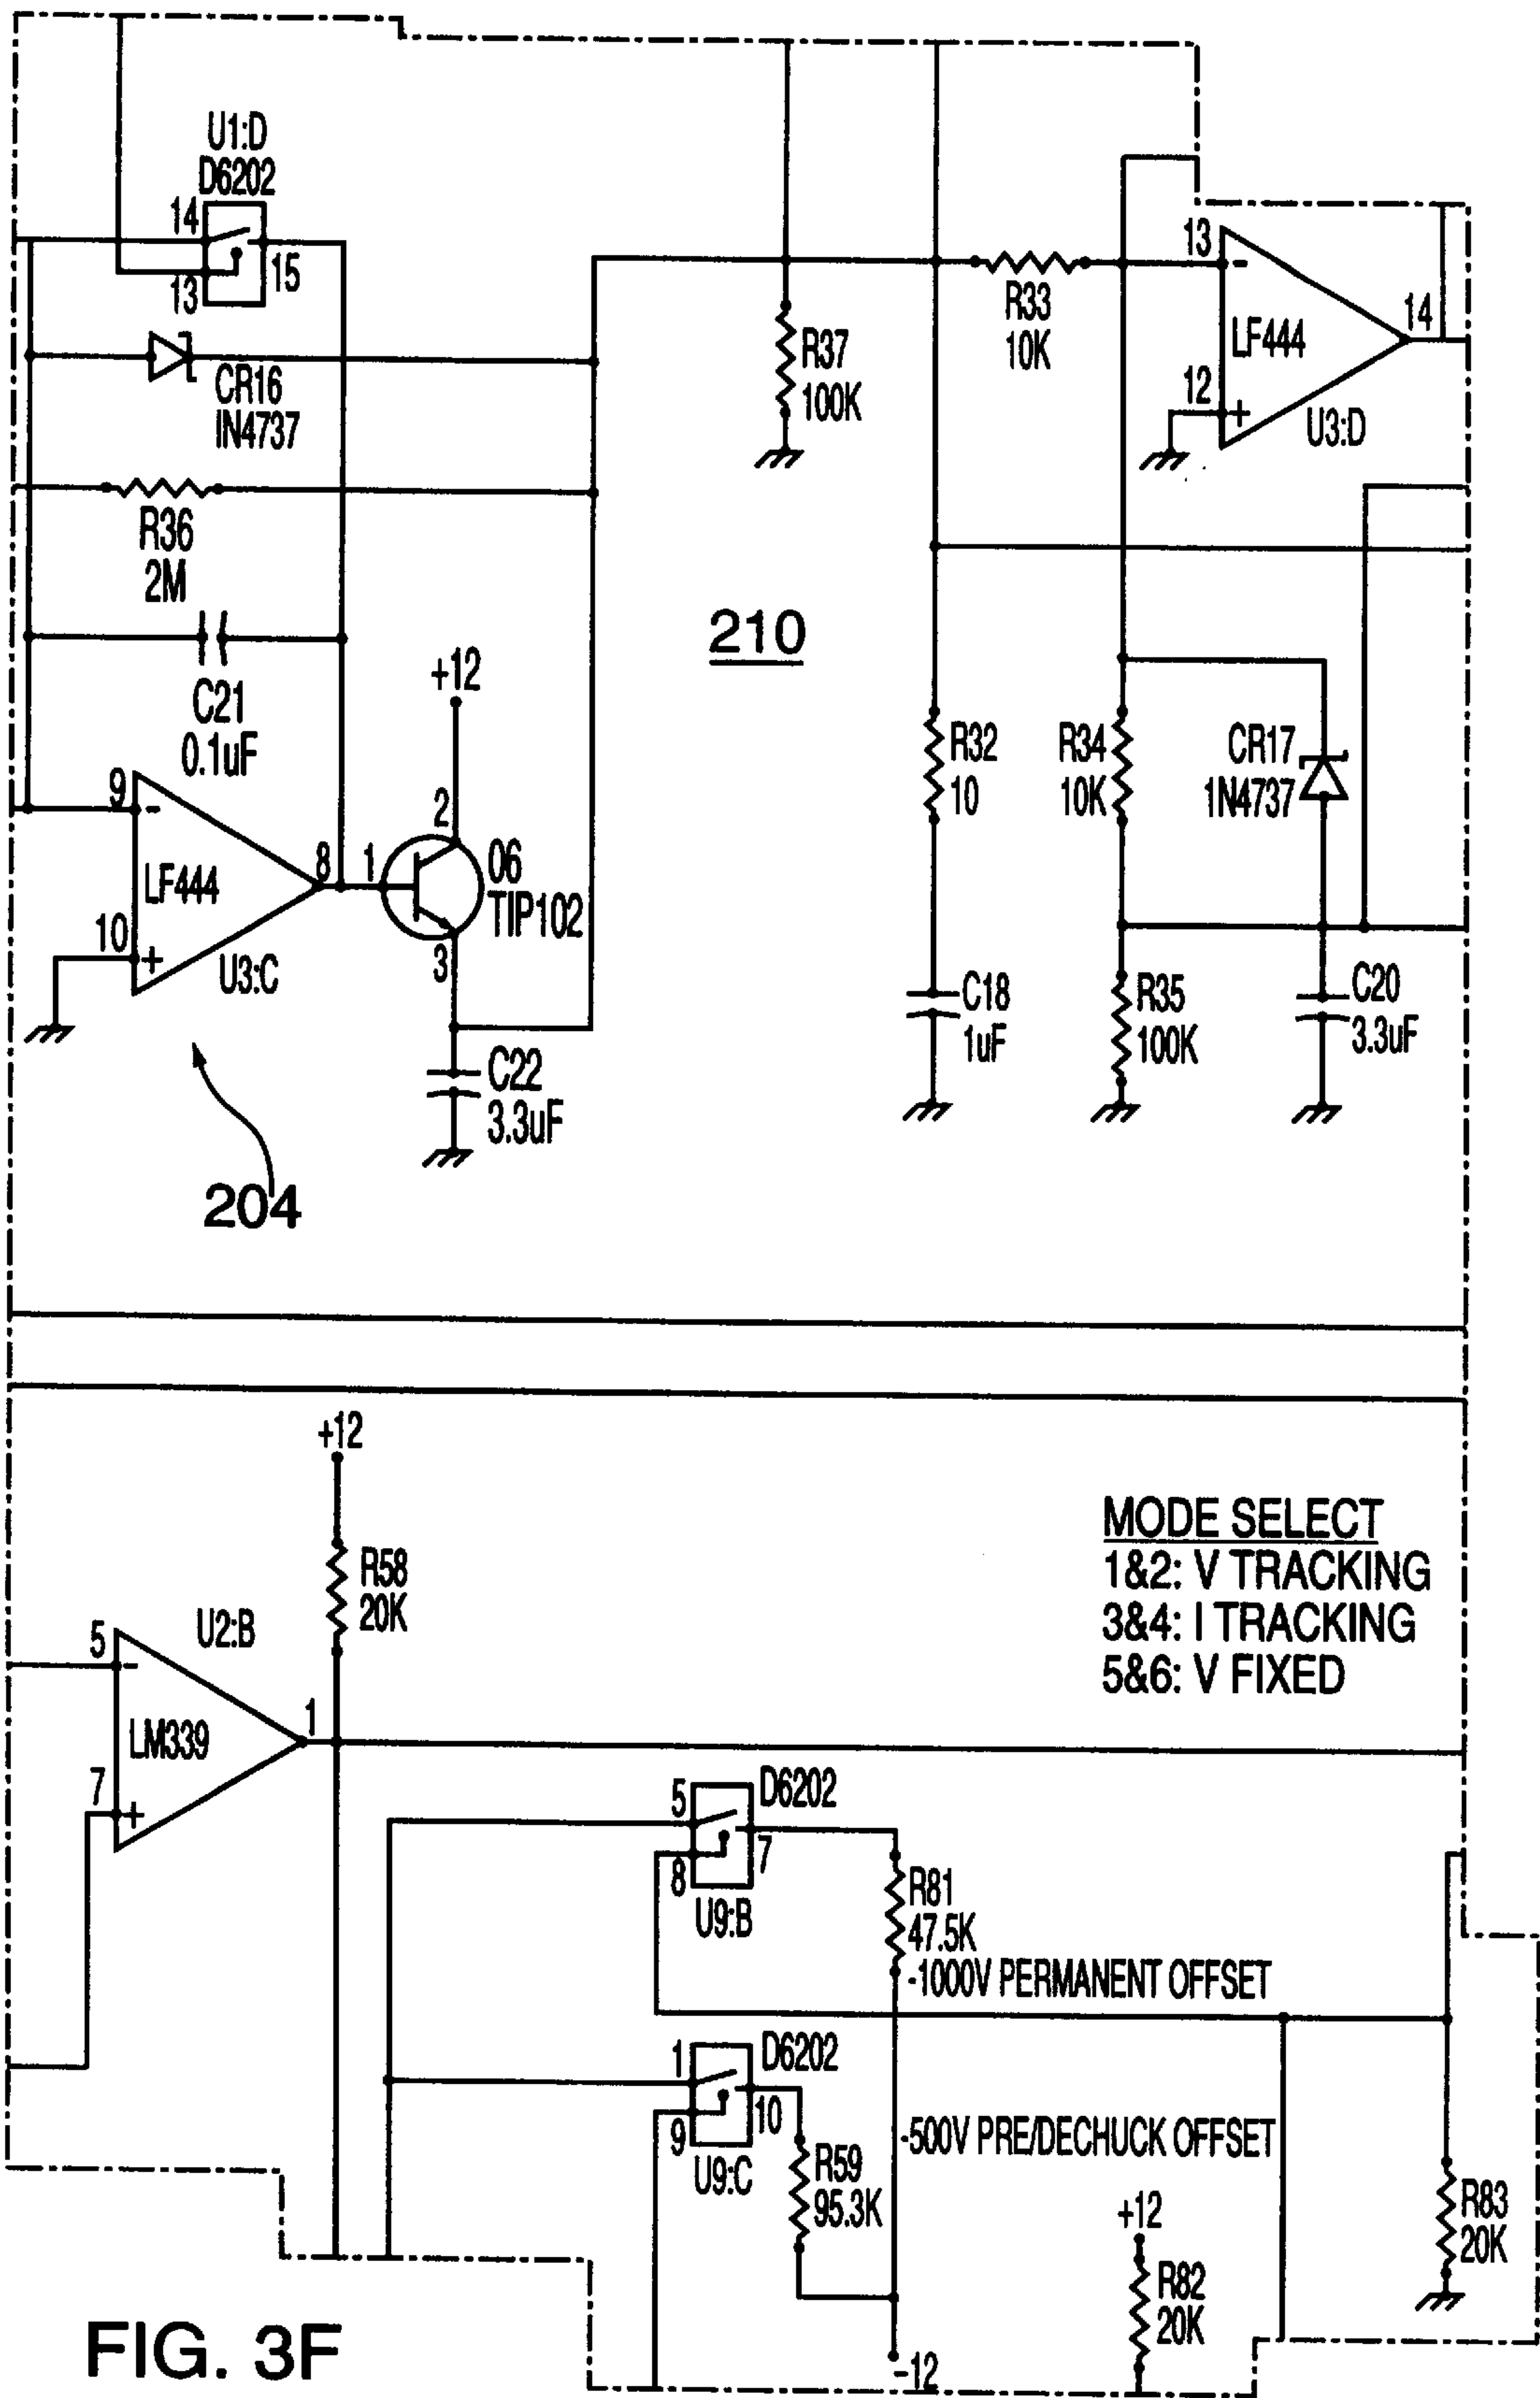 U1:D
D6202
14
13
15
CR16
IN4737
R36
2M
C21
0.1uF
+12
9
-
LF444
10
+
U3:C
8
1
2
3
06
TIP102
C22
3.3uF
204
R37
100K
210
R33
10K
13
-
LF444
12
+
14
U3:D
R32
10
C18
1uF
R34
10K
R35
100K
CR17
1N4737
C20
3.3uF
+12
R58
20K
U2:B
5
-
LM339
7
+
1
MODE SELECT
1&2: V TRACKING
3&4: I TRACKING
5&6: V FIXED
5
8
7
D6202
U9:B
R81
47.5K
-1000V PERMANENT OFFSET
1
9
10
D6202
U9:C
R59
95.3K
-500V PRE/DECHUCK OFFSET
-12
+12
R82
20K
R83
20K
FIG. 3F